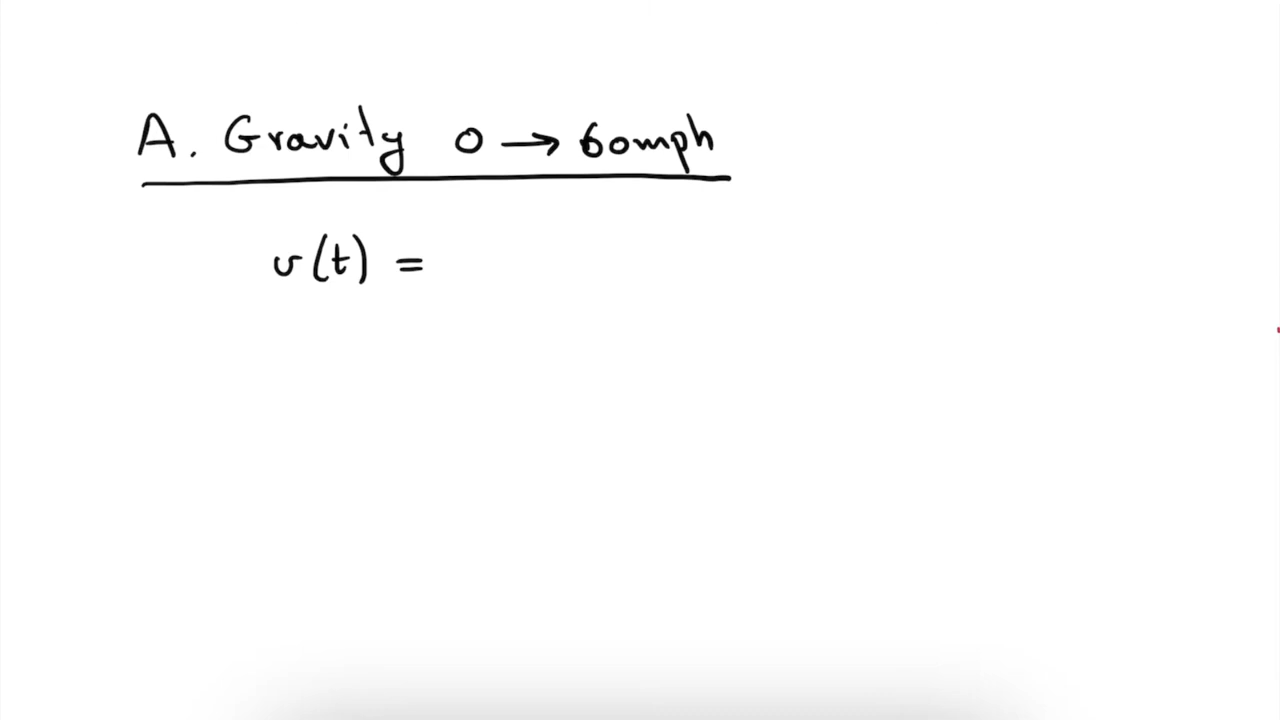 A. Gravity 0 → 60mph
v(t) =